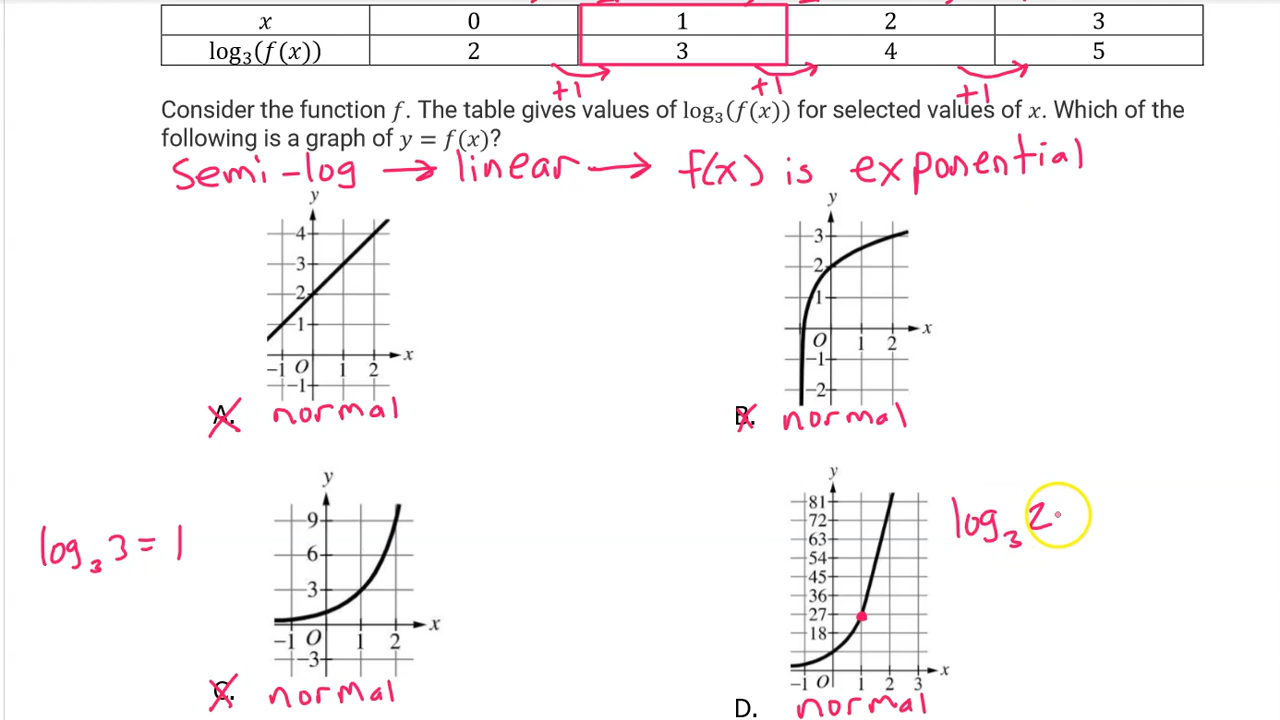 x 0 1 2 3
log₃(f(x)) 2 3 4 5
+1 +1 +1
Consider the function f. The table gives values of log₃(f(x)) for selected values of x. Which of the
following is a graph of y = f(x)?
semi-log → linear → f(x) is exponential
y
4
3
2
1
-1 O 1 2 x
-1
A. normal
y
3
2
1
O 1 2 x
-1
-2
B. normal
log₃ 3 = 1
y
9
6
3
-1 O 1 2 x
-3
C. normal
y
81
72
63
54
45
36
27
18
-1 O 1 2 3 x
log₃ 2
D. normal